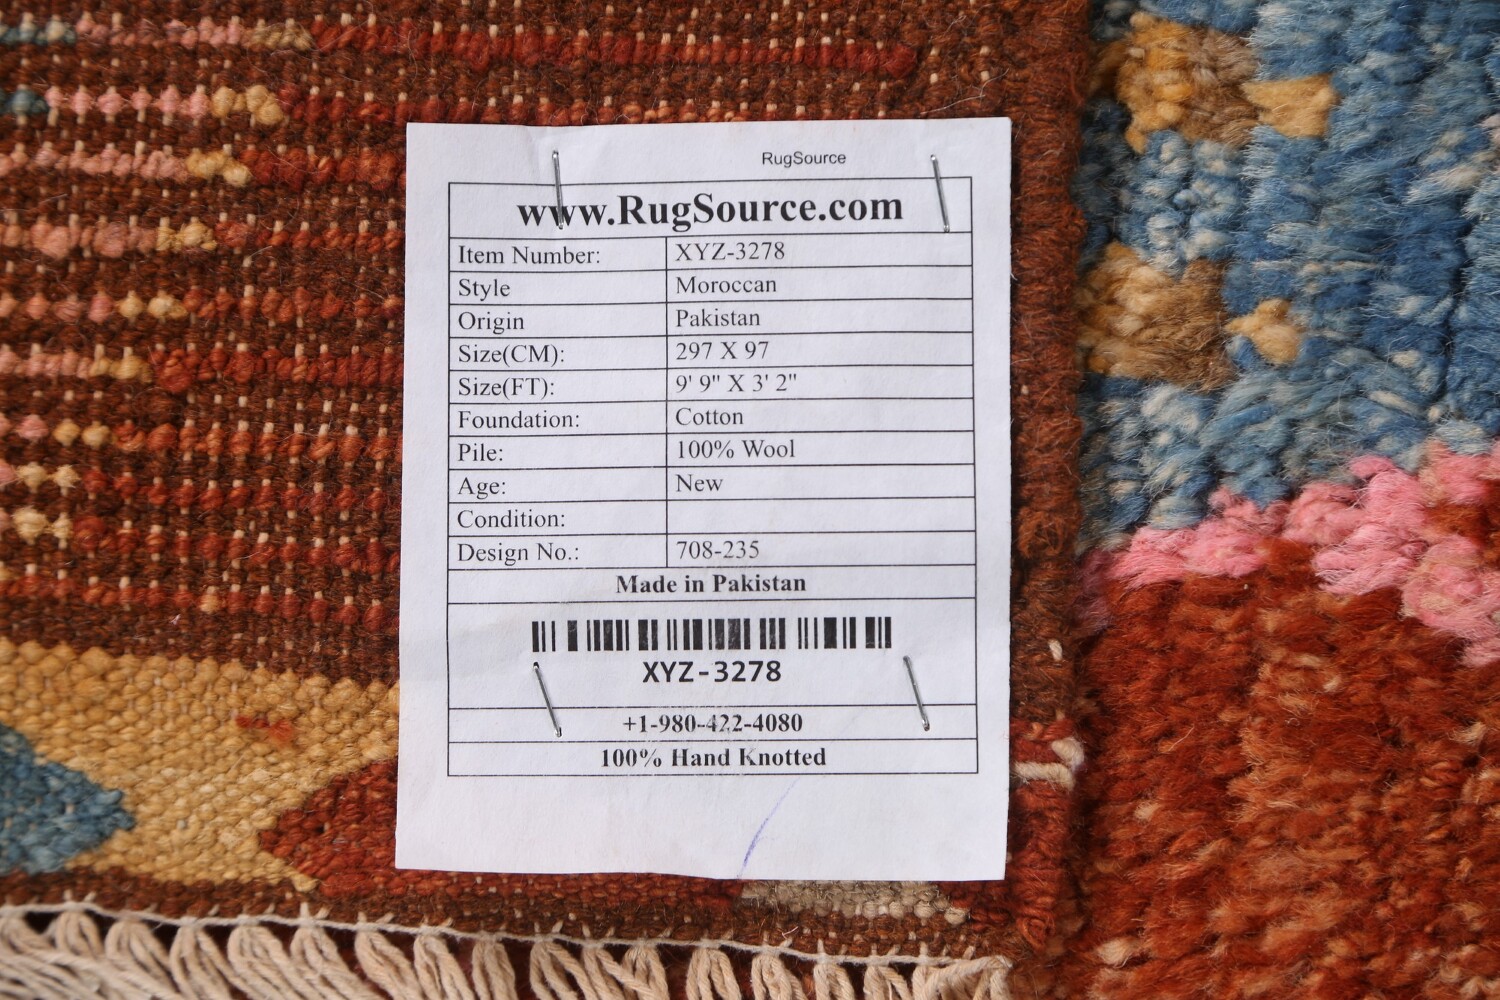 RugSource
www.RugSource.com
Item Number: XYZ-3278
Style Moroccan
Origin Pakistan
Size(CM): 297 X 97
Size(FT): 9' 9" X 3' 2"
Foundation: Cotton
Pile: 100% Wool
Age: New
Condition:
Design No.: 708-235
Made in Pakistan
XYZ-3278
+1-980-422-4080
100% Hand Knotted